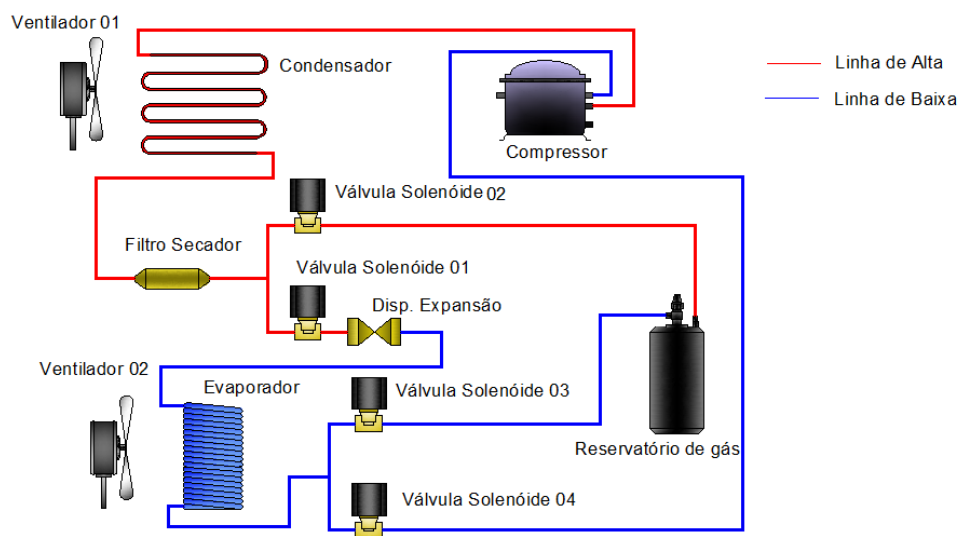 Ventilador 01
Condensador
Linha de Alta
Linha de Baixa
Compressor
Válvula Solenóide 02
Filtro Secador
Válvula Solenóide 01
Disp. Expansão
Ventilador 02
Evaporador
Válvula Solenóide 03
Reservatório de gás
Válvula Solenóide 04